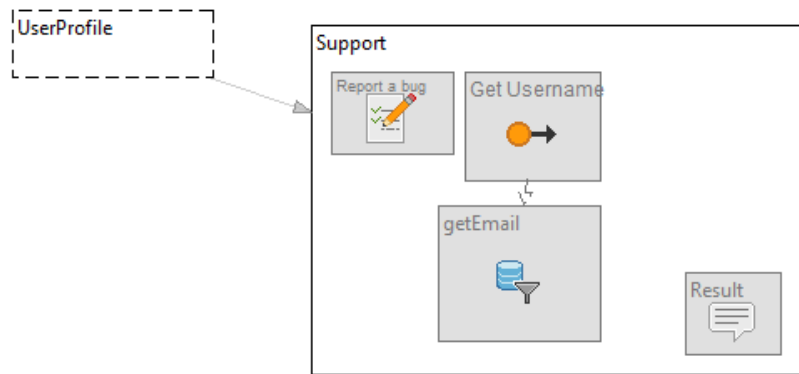 UserProfile
Support
Report a bug
Get Username
getEmail
Result